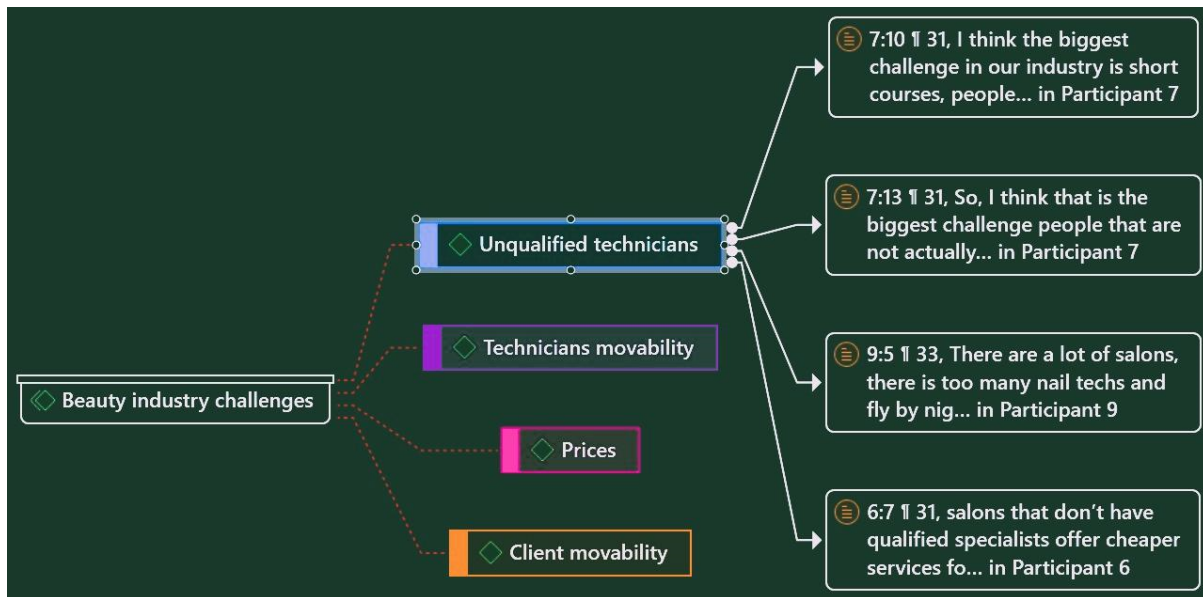 Beauty industry challenges
Unqualified technicians
Technicians movability
Prices
Client movability
7:10 ¶ 31, I think the biggest
challenge in our industry is short
courses, people... in Participant 7
7:13 ¶ 31, So, I think that is the
biggest challenge people that are
not actually... in Participant 7
9:5 ¶ 33, There are a lot of salons,
there is too many nail techs and
fly by nig... in Participant 9
6:7 ¶ 31, salons that don’t have
qualified specialists offer cheaper
services fo... in Participant 6